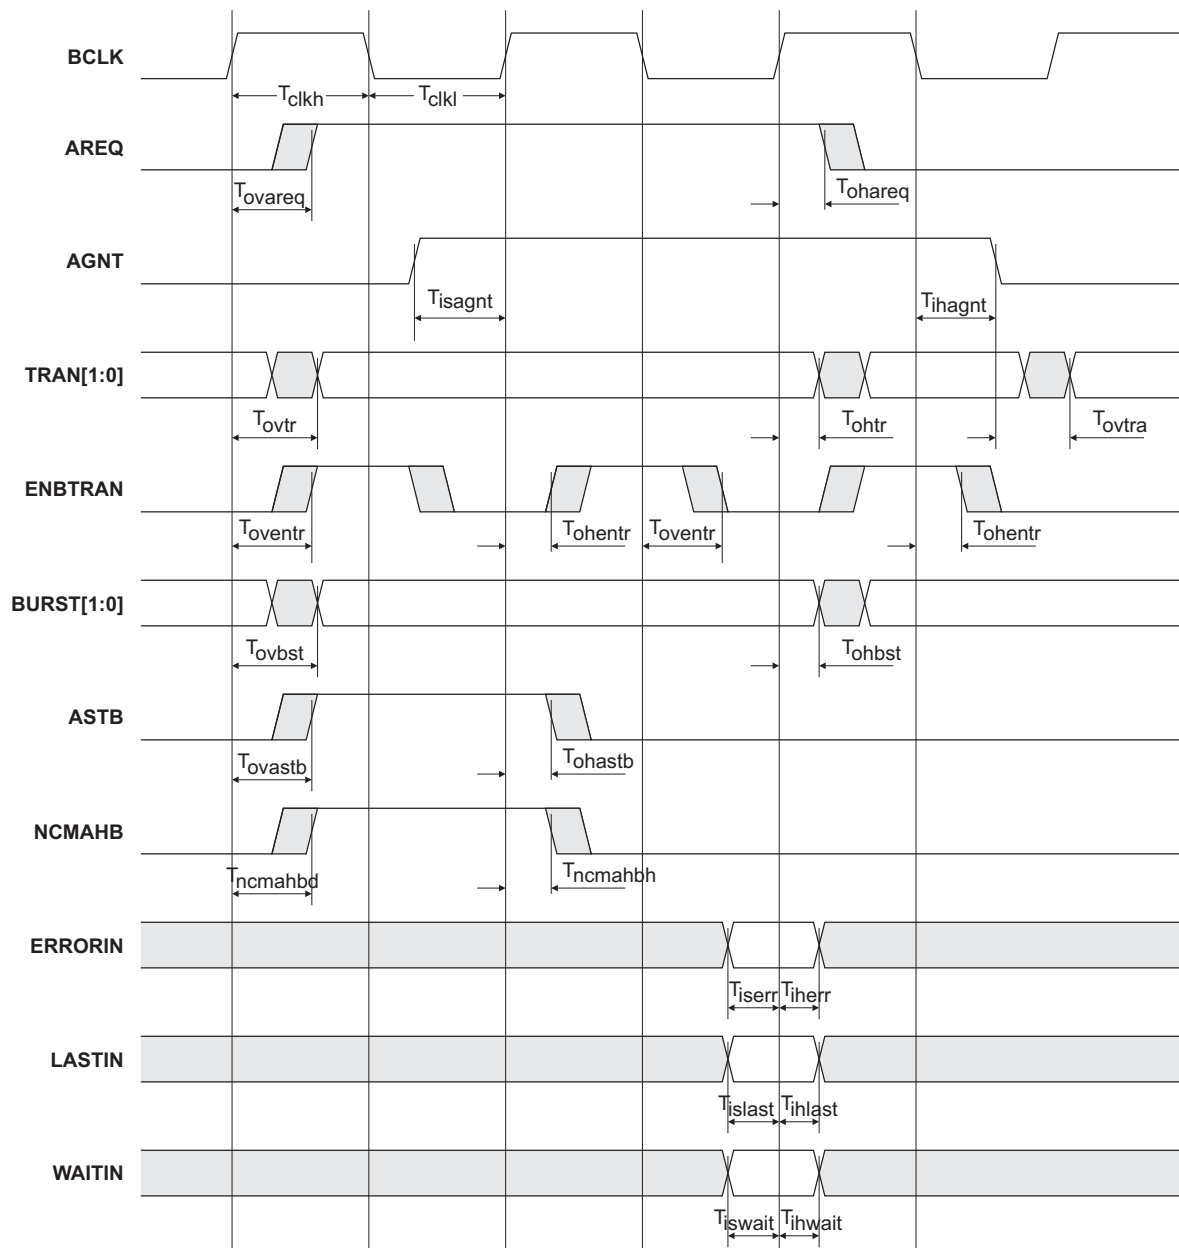 BCLK
Tclkh Tclkl
AREQ
Tovareq Tohareq
AGNT
Tisagnt Tihagnt
TRAN[1:0]
Tovtr Tohtr Tovtra
ENBTRAN
Toventr Tohentr Toventr Tohentr
BURST[1:0]
Tovbst Tohbst
ASTB
Tovastb Tohastb
NCMAHB
Tncmahbd Tncmahbh
ERRORIN
Tiserr Tiherr
LASTIN
Tislast Tihlast
WAITIN
Tiswait Tihwait